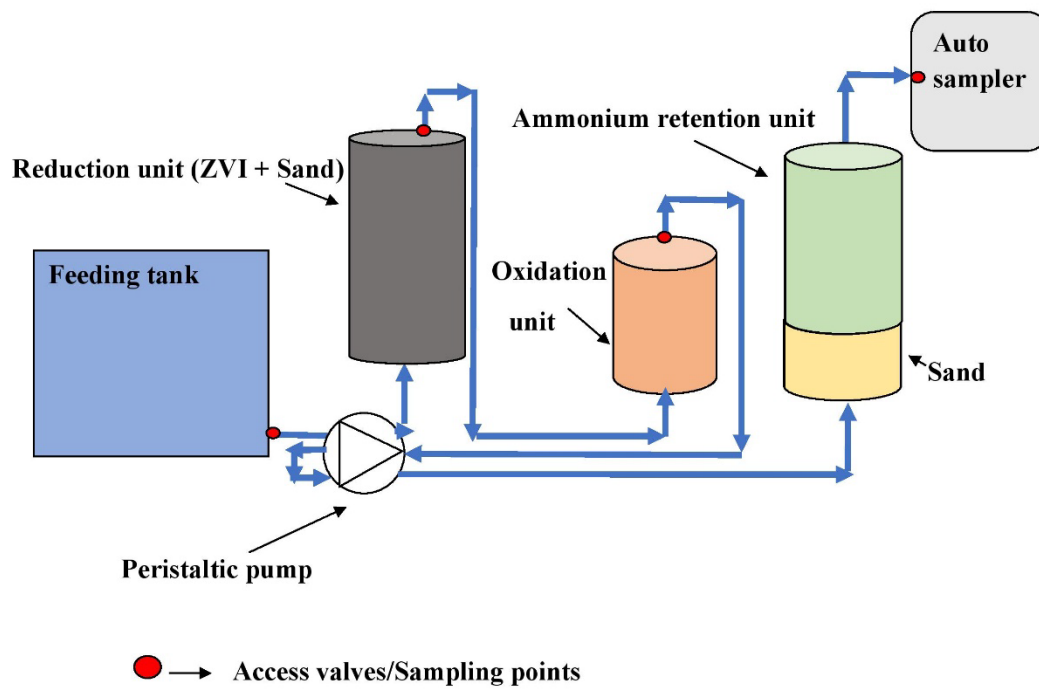 Auto
sampler
Ammonium retention unit
Reduction unit (ZVI + Sand)
Feeding tank
Oxidation
unit
Sand
Peristaltic pump
Access valves/Sampling points